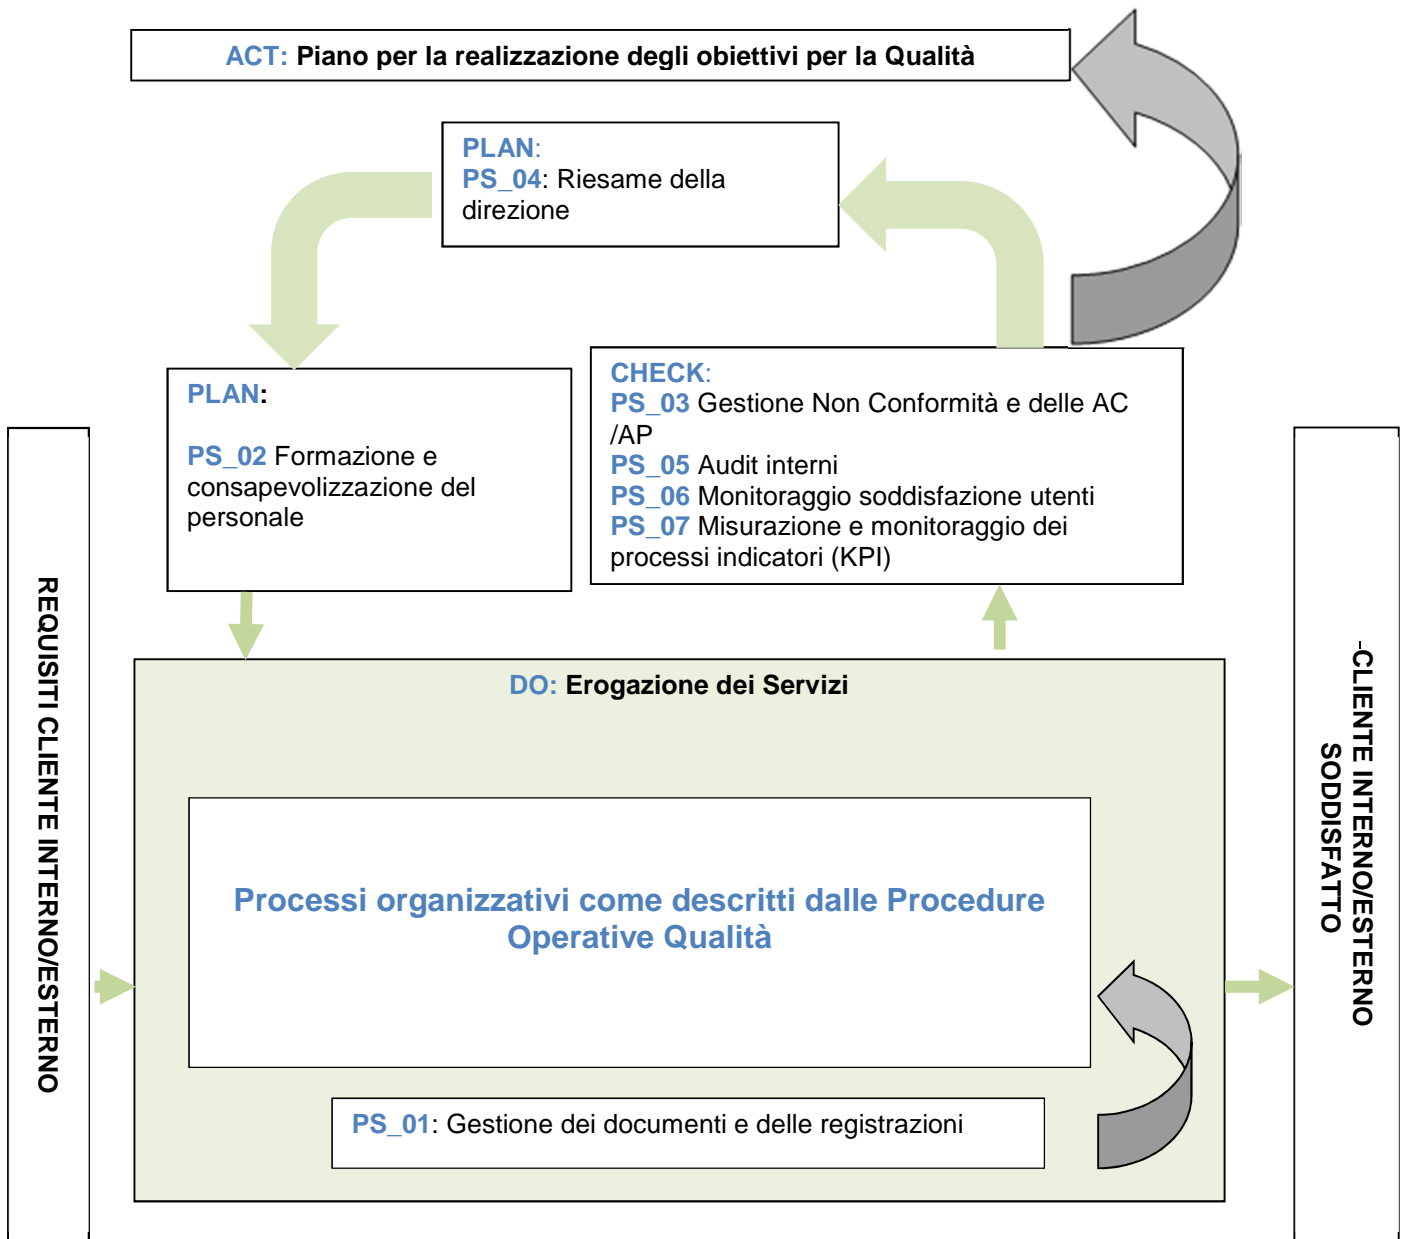 ACT: Piano per la realizzazione degli obiettivi per la Qualità
PLAN:
PS_04: Riesame della
direzione
PLAN:
PS_02 Formazione e
consapevolizzazione del
personale
CHECK:
PS_03 Gestione Non Conformità e delle AC
/AP
PS_05 Audit interni
PS_06 Monitoraggio soddisfazione utenti
PS_07 Misurazione e monitoraggio dei
processi indicatori (KPI)
REQUISITI CLIENTE INTERNO/ESTERNO
DO: Erogazione dei Servizi
Processi organizzativi come descritti dalle Procedure
Operative Qualità
PS_01: Gestione dei documenti e delle registrazioni
-CLIENTE INTERNO/ESTERNO
SODDISFATTO